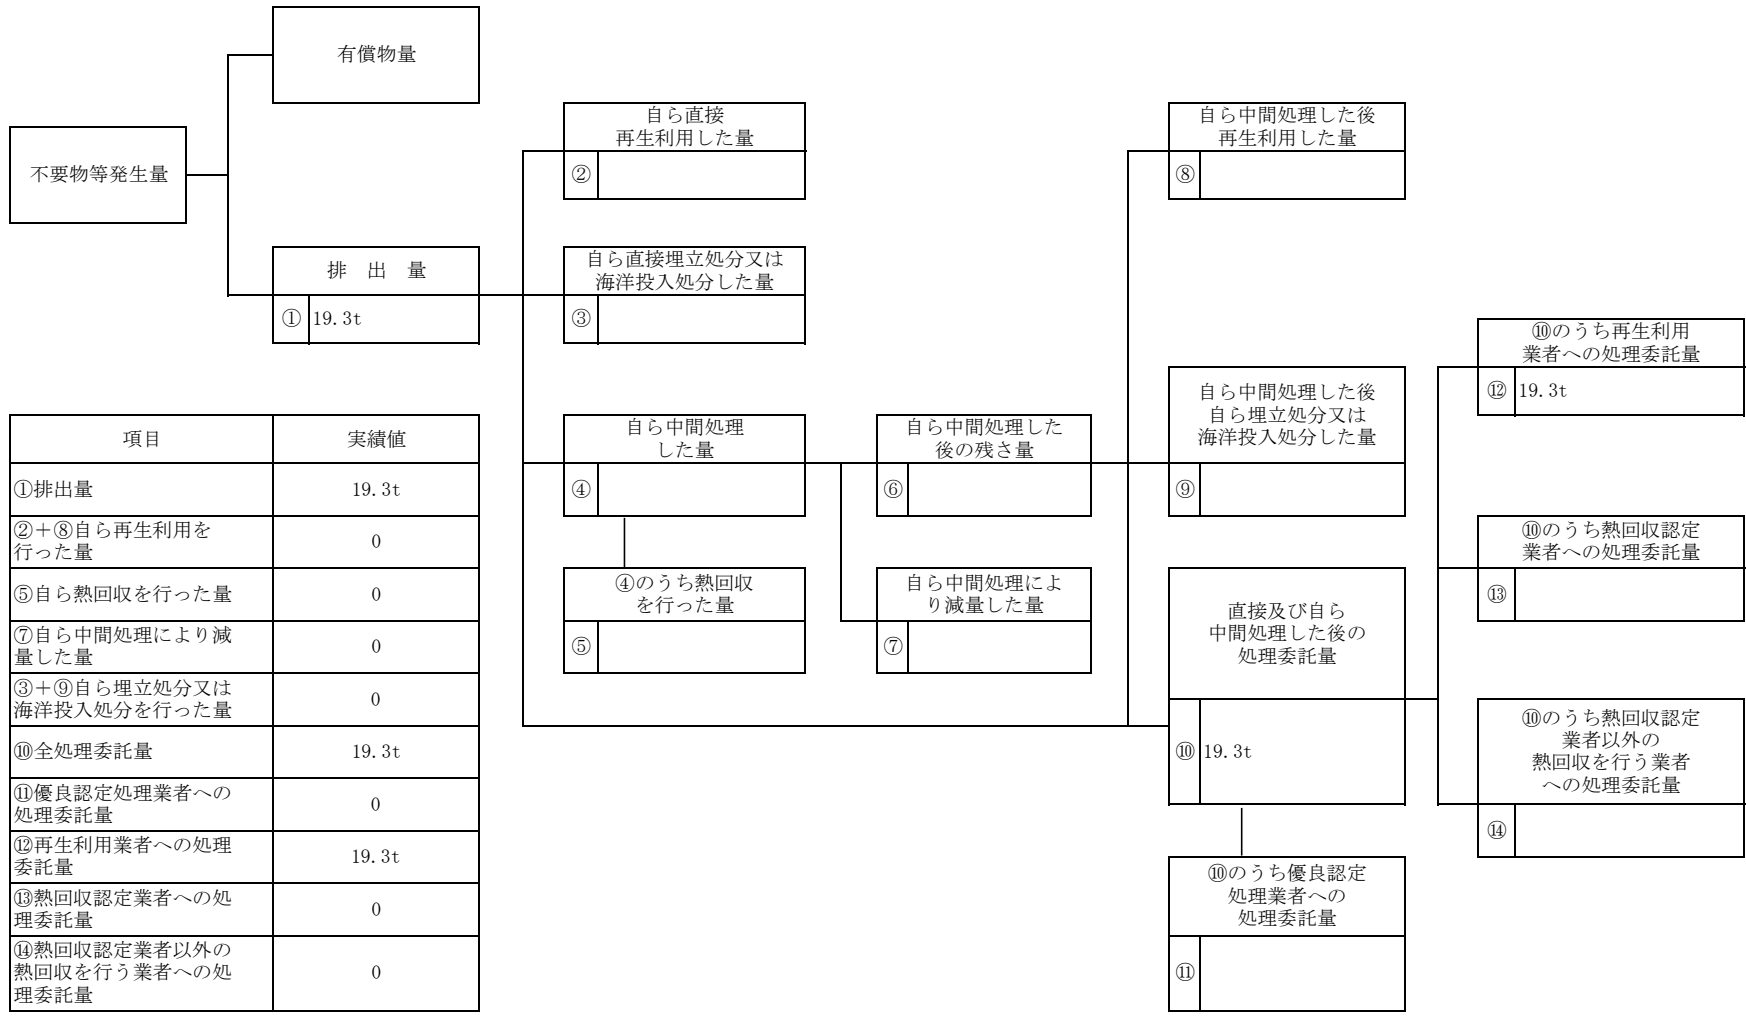 有償物量
不要物等発生量
排　出　量
①
19.3t
自ら直接
再生利用した量
②
自ら直接埋立処分又は
海洋投入処分した量
③
自ら中間処理
した量
④
④のうち熱回収
を行った量
⑤
自ら中間処理した
後の残さ量
⑥
自ら中間処理によ
り減量した量
⑦
自ら中間処理した後
再生利用した量
⑧
自ら中間処理した後
自ら埋立処分又は
海洋投入処分した量
⑨
直接及び自ら
中間処理した後の
処理委託量
⑩
19.3t
⑩のうち優良認定
処理業者への
処理委託量
⑪
⑩のうち再生利用
業者への処理委託量
⑫
19.3t
⑩のうち熱回収認定
業者への処理委託量
⑬
⑩のうち熱回収認定
業者以外の
熱回収を行う業者
への処理委託量
⑭
項目
実績値
①排出量
19.3t
②＋⑧自ら再生利用を
行った量
0
⑤自ら熱回収を行った量
0
⑦自ら中間処理により減
量した量
0
③＋⑨自ら埋立処分又は
海洋投入処分を行った量
0
⑩全処理委託量
19.3t
⑪優良認定処理業者への
処理委託量
0
⑫再生利用業者への処理
委託量
19.3t
⑬熱回収認定業者への処
理委託量
0
⑭熱回収認定業者以外の
熱回収を行う業者への処
理委託量
0